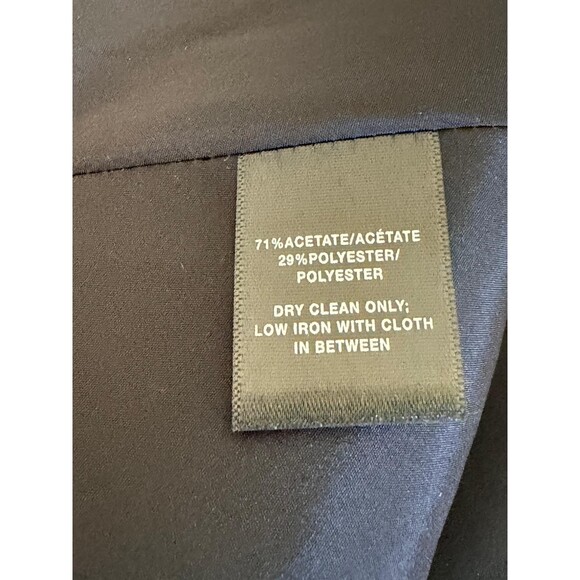 71%ACETATE/ACÉTATE
29%POLYESTER/
POLYESTER
DRY CLEAN ONLY;
LOW IRON WITH CLOTH
IN BETWEEN